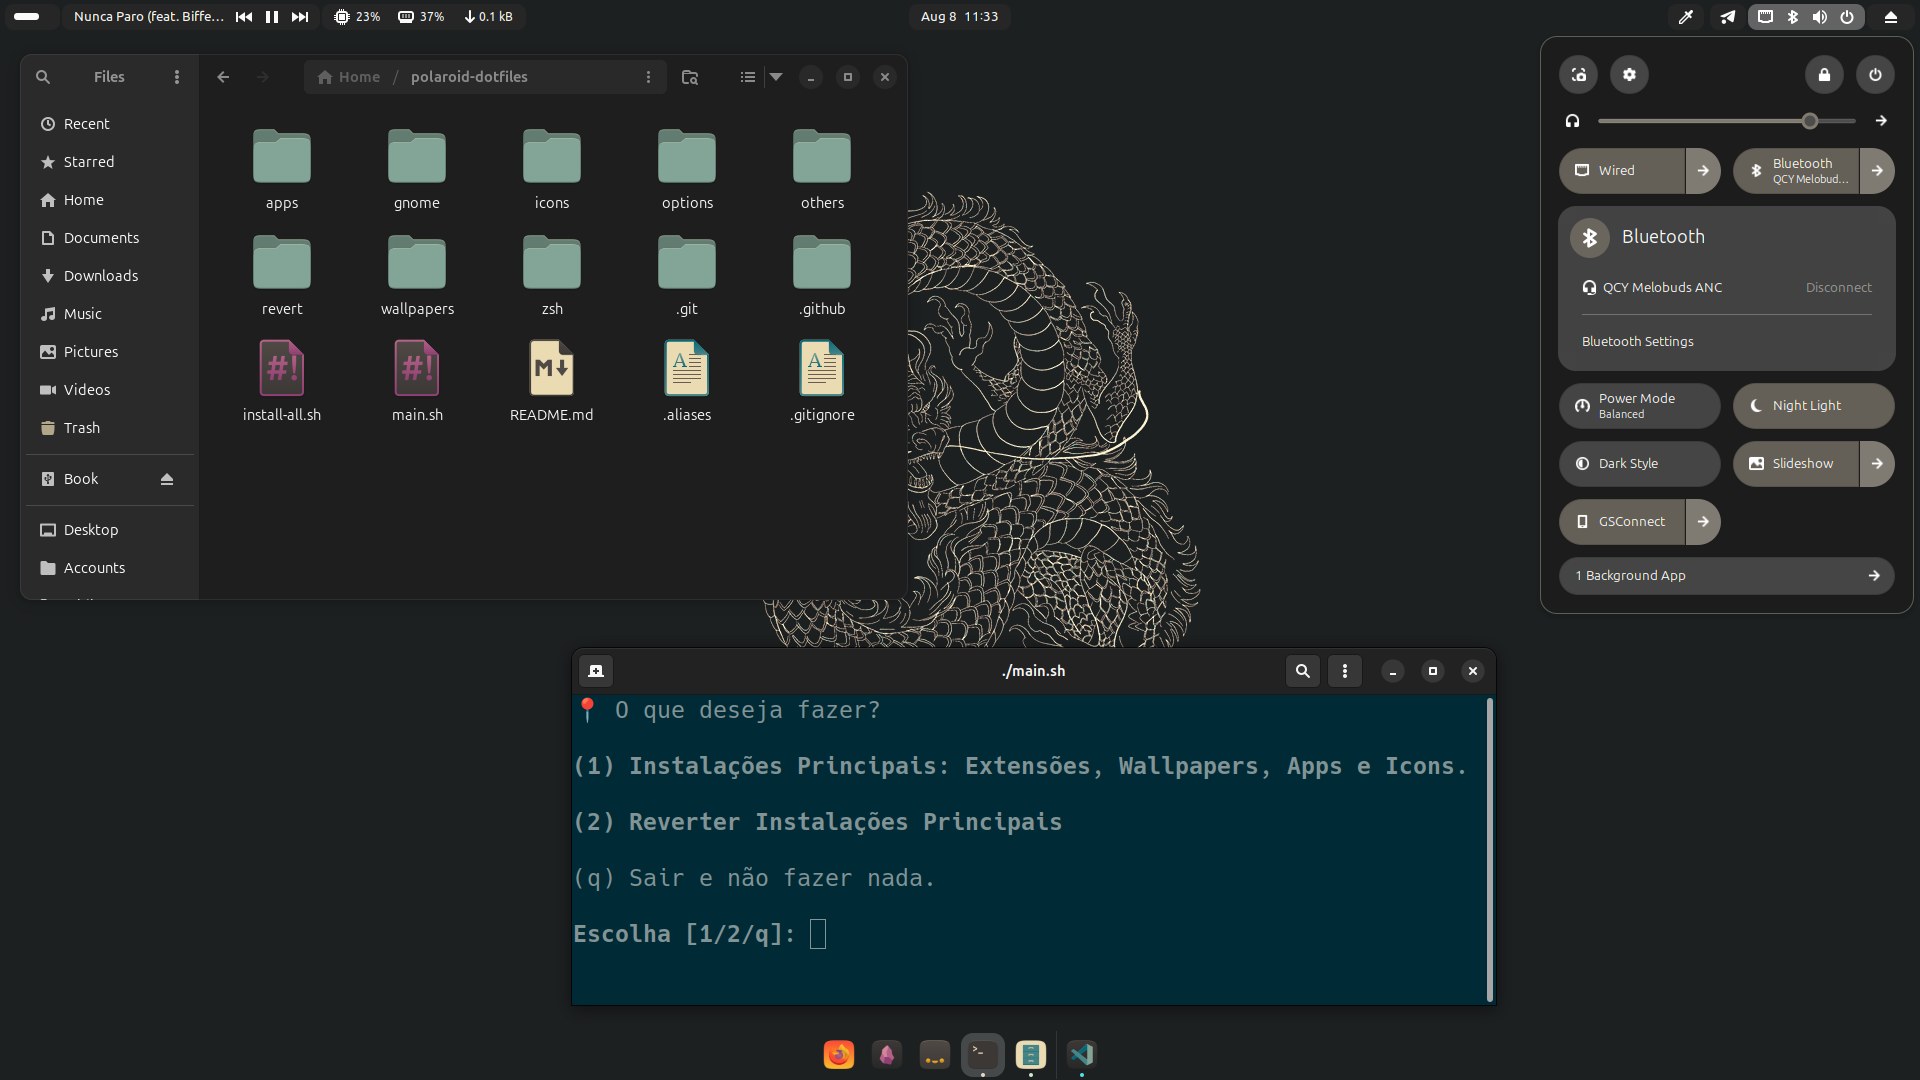 Nunca Paro (feat. Biffe...
23%
37%
0.1 kB
Aug 8 11:33
Files
Home / polaroid-dotfiles
Recent
Starred
Home
Documents
Downloads
Music
Pictures
Videos
Trash
Book
Desktop
Accounts
apps
gnome
icons
options
others
revert
wallpapers
zsh
.git
.github
#!
#!
M
A
A
install-all.sh
main.sh
README.md
.aliases
.gitignore
Wired
Bluetooth
QCY Melobud...
Bluetooth
QCY Melobuds ANC
Disconnect
Bluetooth Settings
Power Mode
Balanced
Night Light
Dark Style
Slideshow
GSConnect
1 Background App
./main.sh
O que deseja fazer?
(1) Instalações Principais: Extensões, Wallpapers, Apps e Icons.
(2) Reverter Instalações Principais
(q) Sair e não fazer nada.
Escolha [1/2/q]:
>_